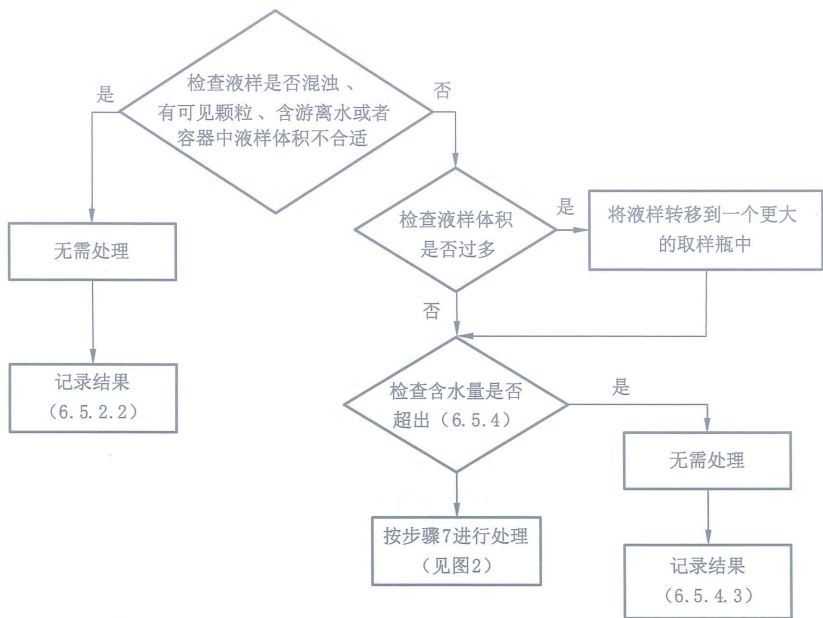 检查液样是否混浊、
有可见颗粒、含游离水或者
容器中液样体积不合适
是
否
检查液样体积
是否过多
是
将液样转移到一个更大
的取样瓶中
无需处理
否
记录结果
（6.5.2.2）
检查含水量是否
超出（6.5.4）
是
无需处理
按步骤7进行处理
（见图2）
记录结果
（6.5.4.3）